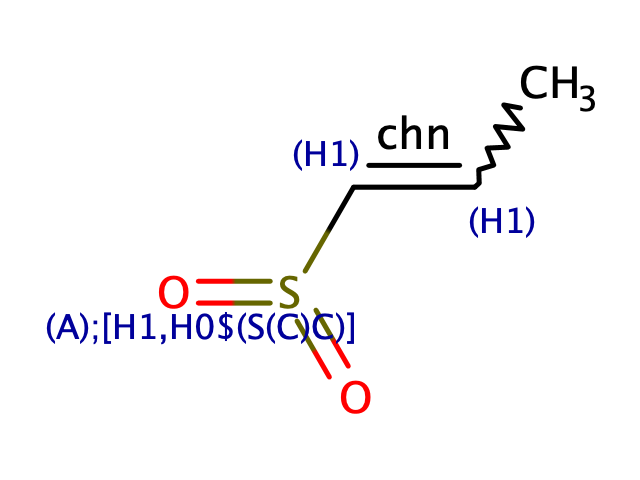 CH3
chn
(H1)
(H1)
O
S
(A);[H1,H0$(S(C)C)]
O